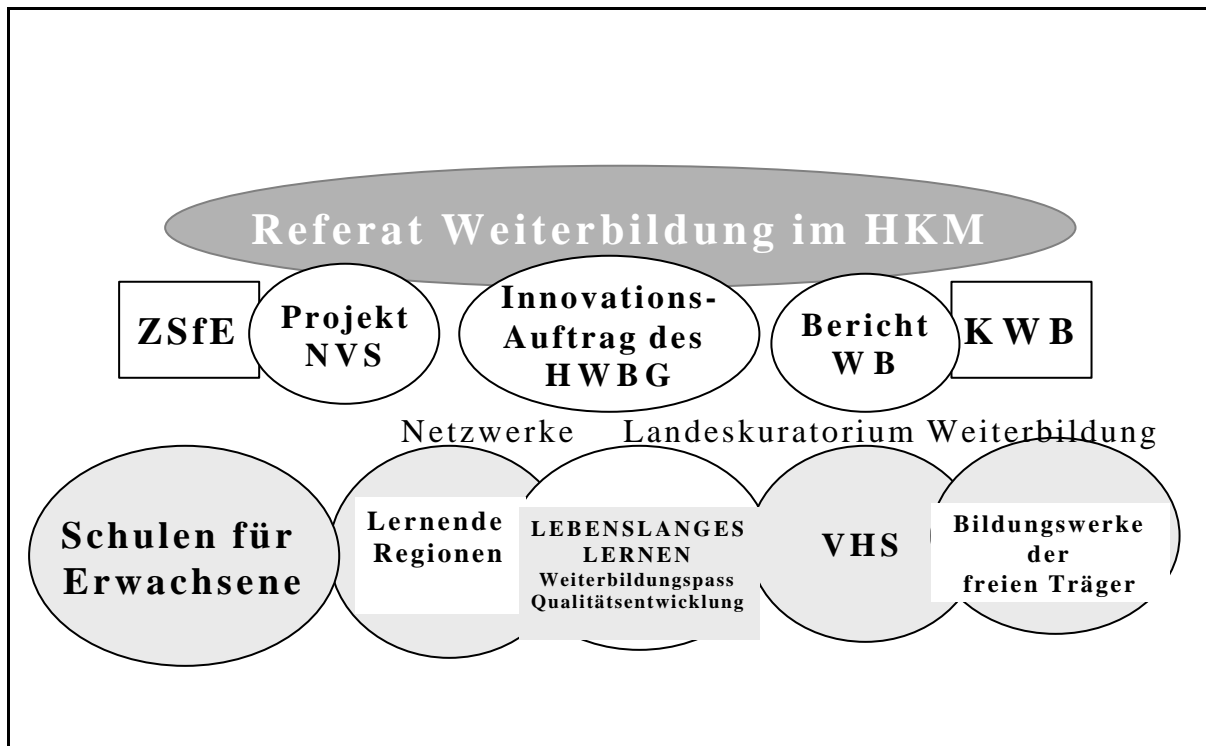 Referat Weiterbildung im HKM
ZSfE
Projekt
NVS
Innovations-
Auftrag des
HWBG
Bericht
WB
KWB
Netzwerke Landeskuratorium Weiterbildung
Schulen für
Erwachsene
Lernende
Regionen
LEBENSLANGES
LERNEN
Weiterbildungspass
Qualitätsentwicklung
VHS
Bildungswerke
der
freien Träger